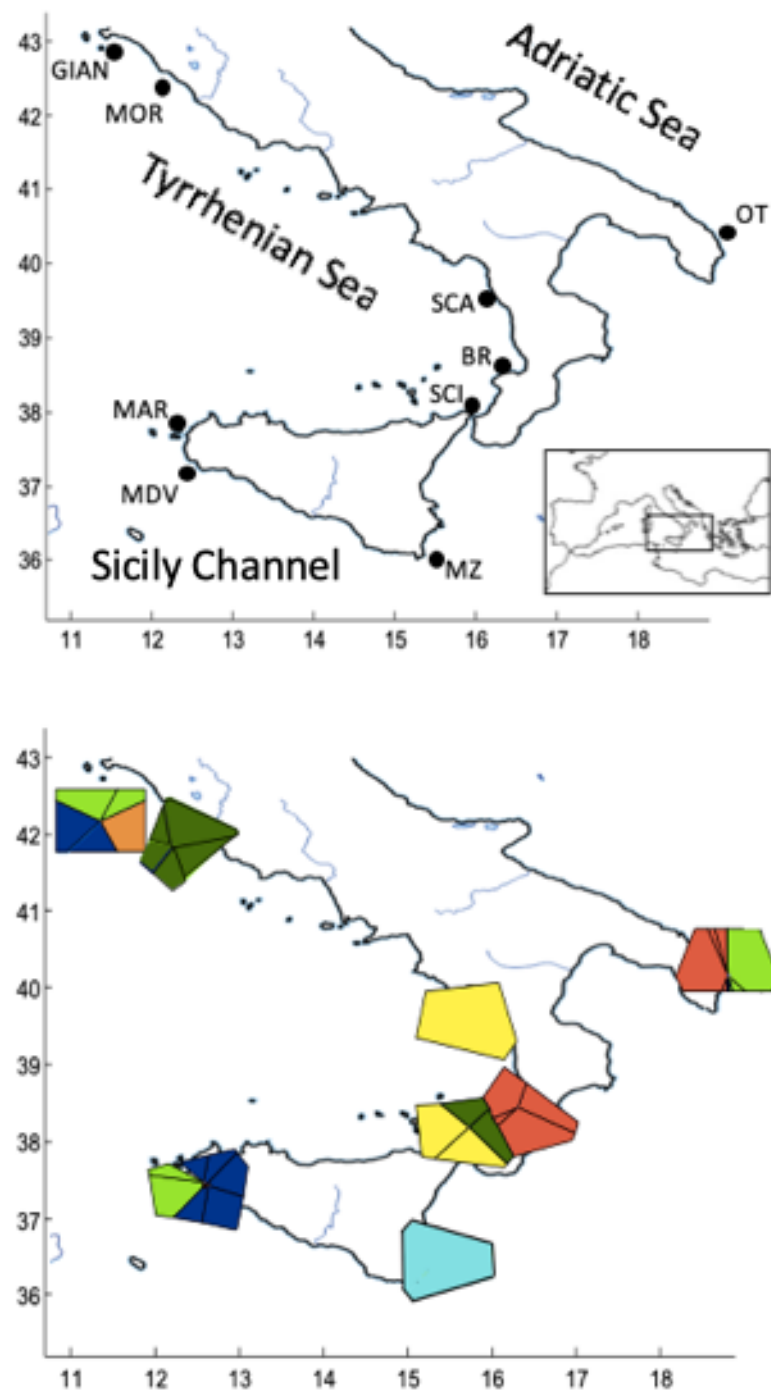 43
42
41
40
39
38
37
36
GIAN
MOR
Adriatic Sea
Tyrrhenian Sea
OT
SCA
BR
SCI
MAR
MDV
MZ
Sicily Channel
11 12 13 14 15 16 17 18
43
42
41
40
39
38
37
36
11 12 13 14 15 16 17 18